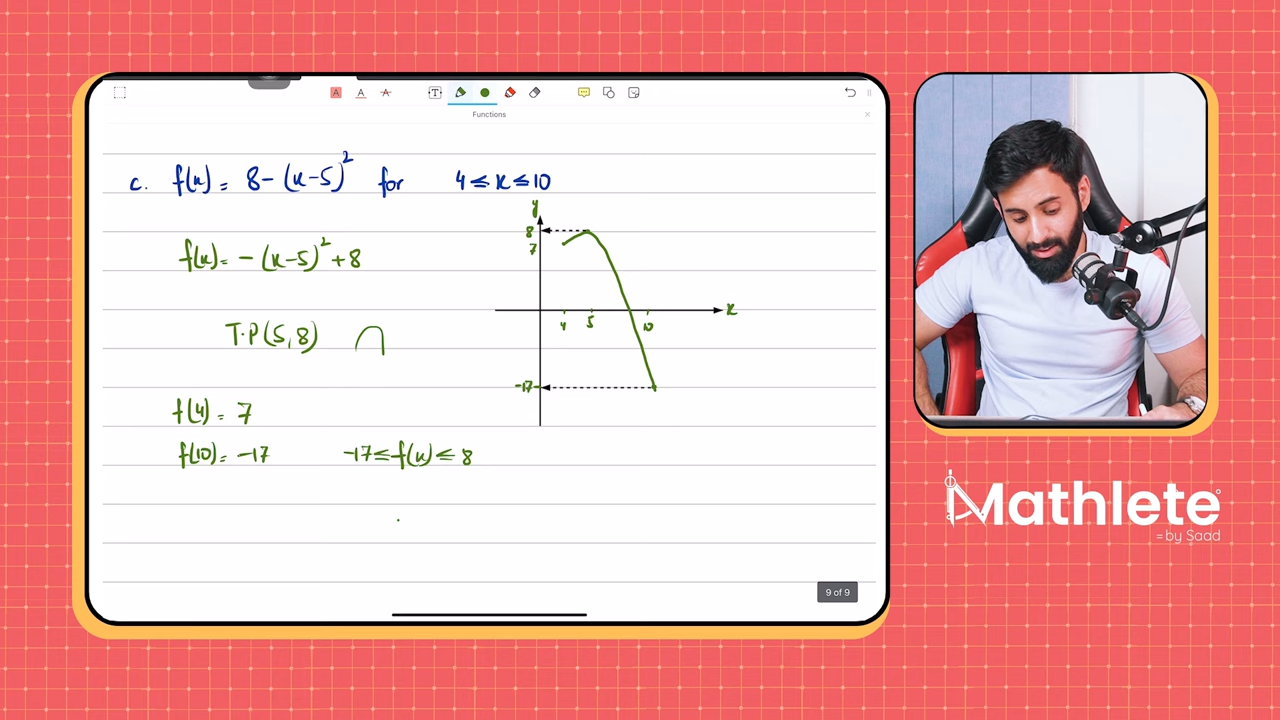 Functions
c. f(x) = 8-(x-5)² for 4 ≤ x ≤ 10
f(x) = -(x-5)² + 8
T.P (5,8)
f(4) = 7
f(10) = -17
-17 ≤ f(x) ≤ 8
y
8
7
4
5
10
x
-17
9 of 9
Mathlete
= by Saad